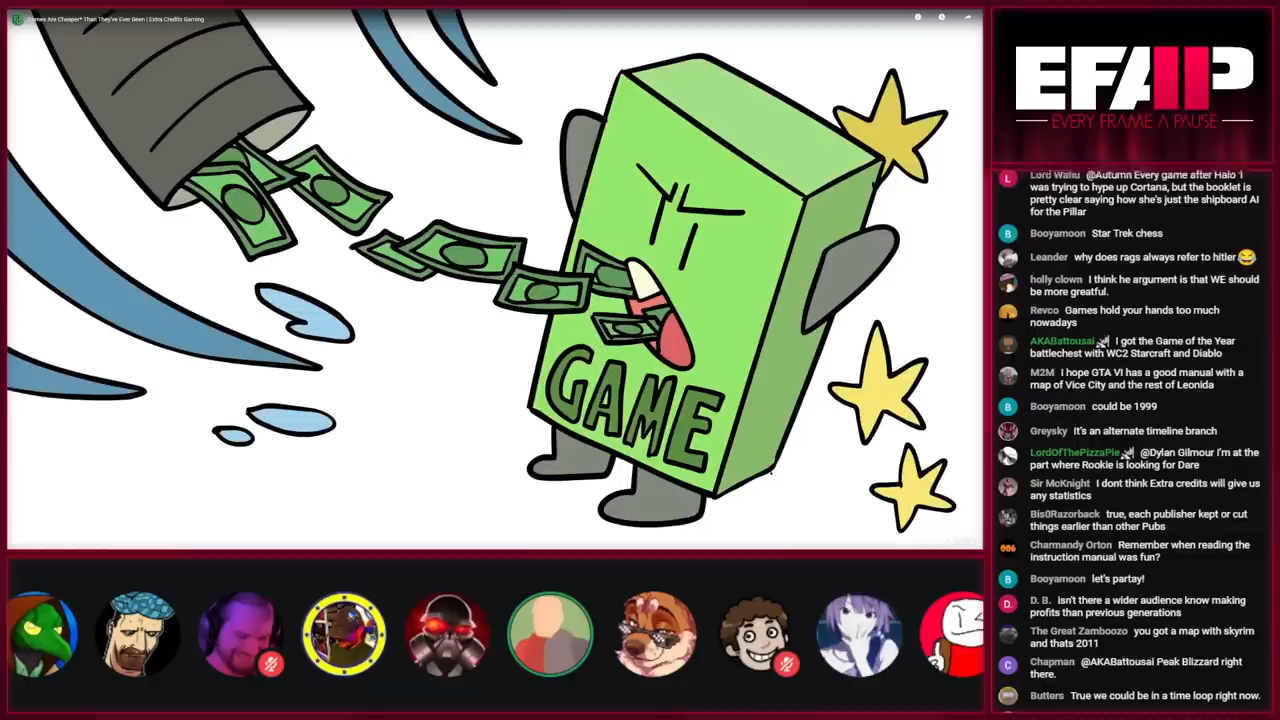 Games Are Cheaper* Than They've Ever Been | Extra Credits Gaming
GAME
EFAP
EVERY FRAME A PAUSE
Lord Wahu @Autumn Every game after Halo 1
was trying to hype up Cortana, but the booklet is
pretty clear saying how she's just the shipboard AI
for the Pillar
B
Booyamoon Star Trek chess
Leander why does rags always refer to hitler 😂
holly clown I think he argument is that WE should
be more greatful.
Revco Games hold your hands too much
nowadays
AKABattousai I got the Game of the Year
battlechest with WC2 Starcraft and Diablo
M2M I hope GTA VI has a good manual with a
map of Vice City and the rest of Leonida
B
Booyamoon could be 1999
Greysky It's an alternate timeline branch
LordOfThePizzaPie @Dylan Gilmour I'm at the
part where Rookie is looking for Dare
Sir McKnight I dont think Extra credits will give us
any statistics
Bis0Razorback true, each publisher kept or cut
things earlier than other Pubs
Charmandy Orton Remember when reading the
instruction manual was fun?
B
Booyamoon let's partay!
D.
D. B. isn't there a wider audience know making
profits than previous generations
The Great Zamboozo you got a map with skyrim
and thats 2011
C
Chapman @AKABattousai Peak Blizzard right
there.
Butters True we could be in a time loop right now.